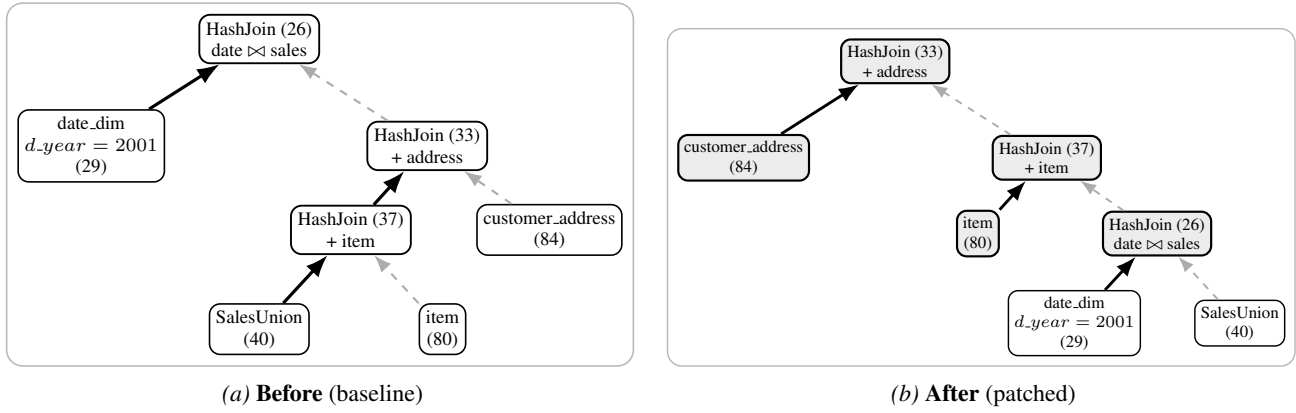 HashJoin (26)
date ⋈ sales
date_dim
d_year = 2001
(29)
HashJoin (33)
+ address
HashJoin (37)
+ item
customer_address
(84)
SalesUnion
(40)
item
(80)
(a) Before (baseline)
HashJoin (33)
+ address
customer_address
(84)
HashJoin (37)
+ item
item
(80)
HashJoin (26)
date ⋈ sales
date_dim
d_year = 2001
(29)
SalesUnion
(40)
(b) After (patched)